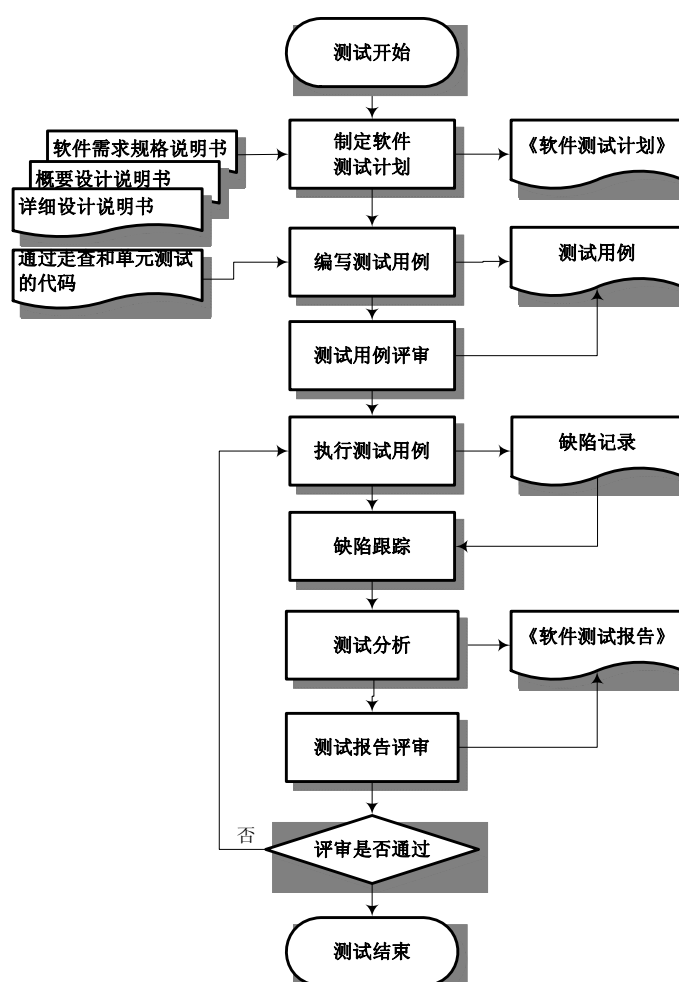 测试开始
软件需求规格说明书
概要设计说明书
详细设计说明书
制定软件
测试计划
《软件测试计划》
通过走查和单元测试
的代码
编写测试用例
测试用例
测试用例评审
执行测试用例
缺陷记录
缺陷跟踪
测试分析
《软件测试报告》
测试报告评审
否
评审是否通过
测试结束